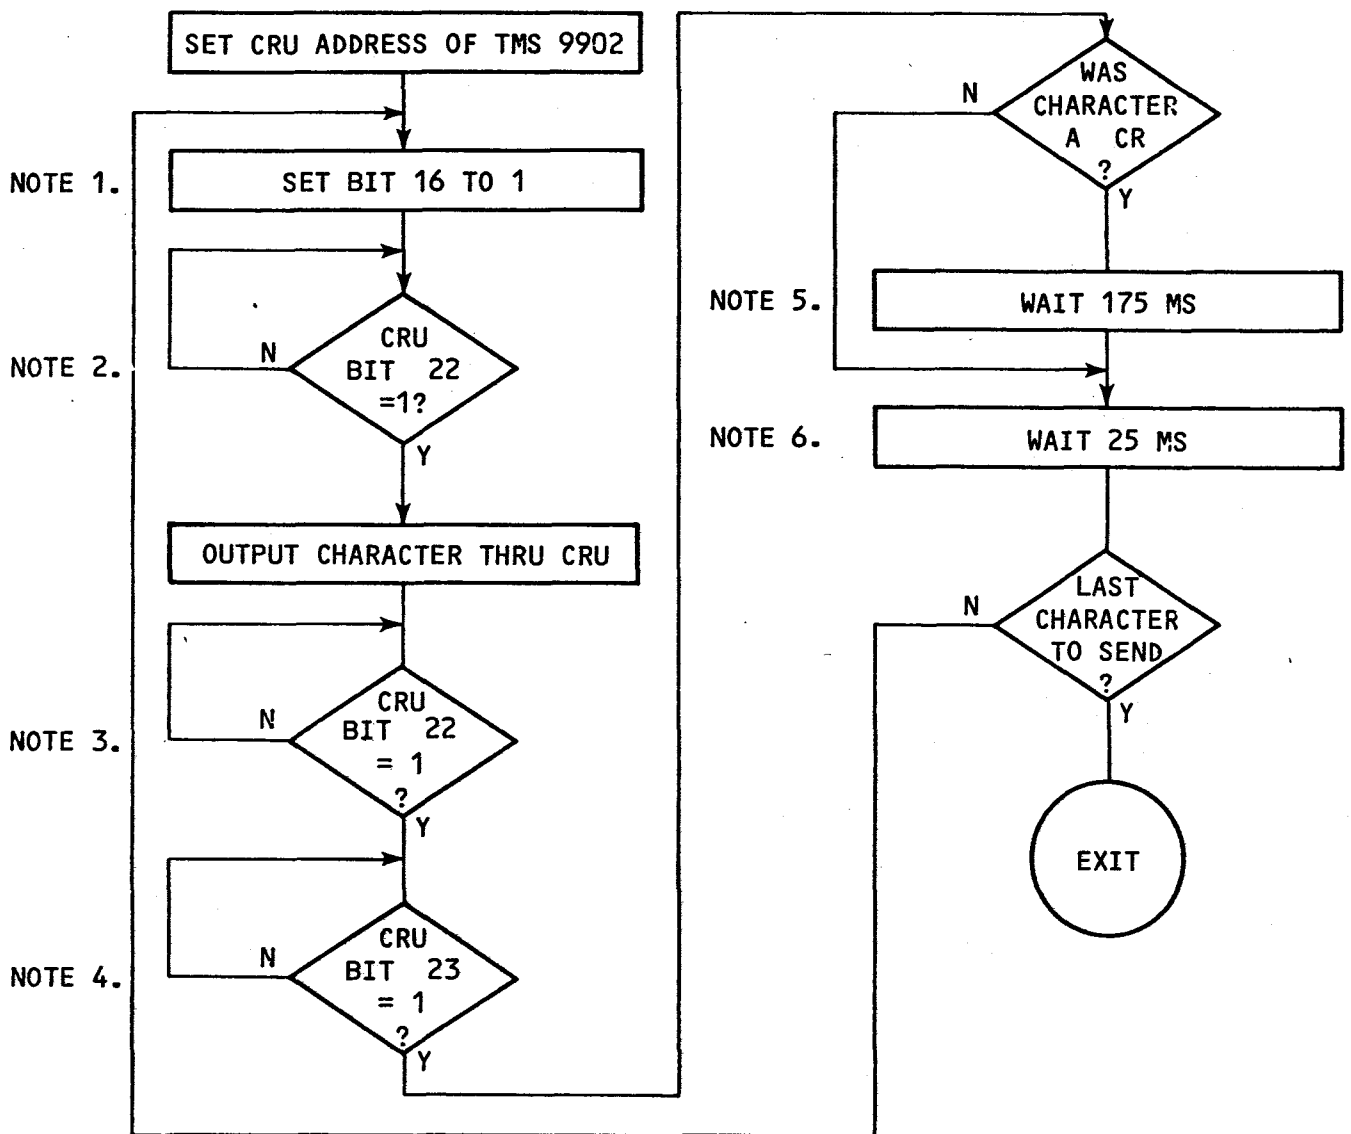 SET CRU ADDRESS OF TMS 9902
NOTE 1.
SET BIT 16 TO 1
NOTE 2.
CRU
BIT 22
=1?
N
Y
OUTPUT CHARACTER THRU CRU
NOTE 3.
CRU
BIT 22
= 1
?
N
Y
NOTE 4.
CRU
BIT 23
= 1
?
N
Y
WAS
CHARACTER
A CR
?
N
Y
NOTE 5.
WAIT 175 MS
NOTE 6.
WAIT 25 MS
LAST
CHARACTER
TO SEND
?
N
Y
EXIT